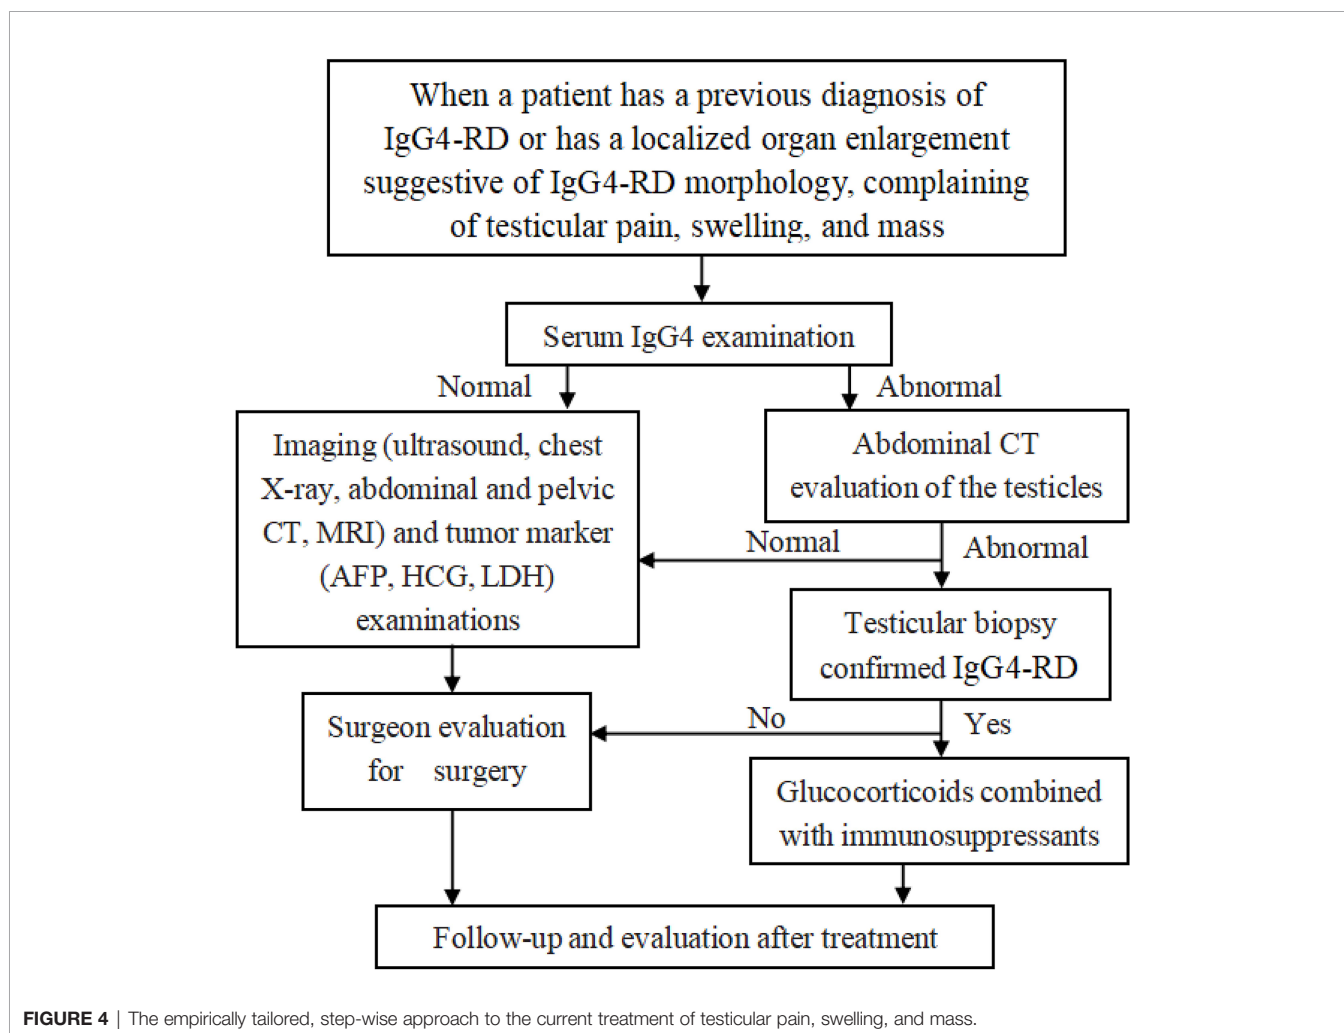 When a patient has a previous diagnosis of
IgG4-RD or has a localized organ enlargement
suggestive of IgG4-RD morphology, complaining
of testicular pain, swelling, and mass
Serum IgG4 examination
Normal
Abnormal
Imaging (ultrasound, chest
X-ray, abdominal and pelvic
CT, MRI) and tumor marker
(AFP, HCG, LDH)
examinations
Abdominal CT
evaluation of the testicles
Normal
Abnormal
Testicular biopsy
confirmed IgG4-RD
No
Yes
Surgeon evaluation
for surgery
Glucocorticoids combined
with immunosuppressants
Follow-up and evaluation after treatment
FIGURE 4 | The empirically tailored, step-wise approach to the current treatment of testicular pain, swelling, and mass.